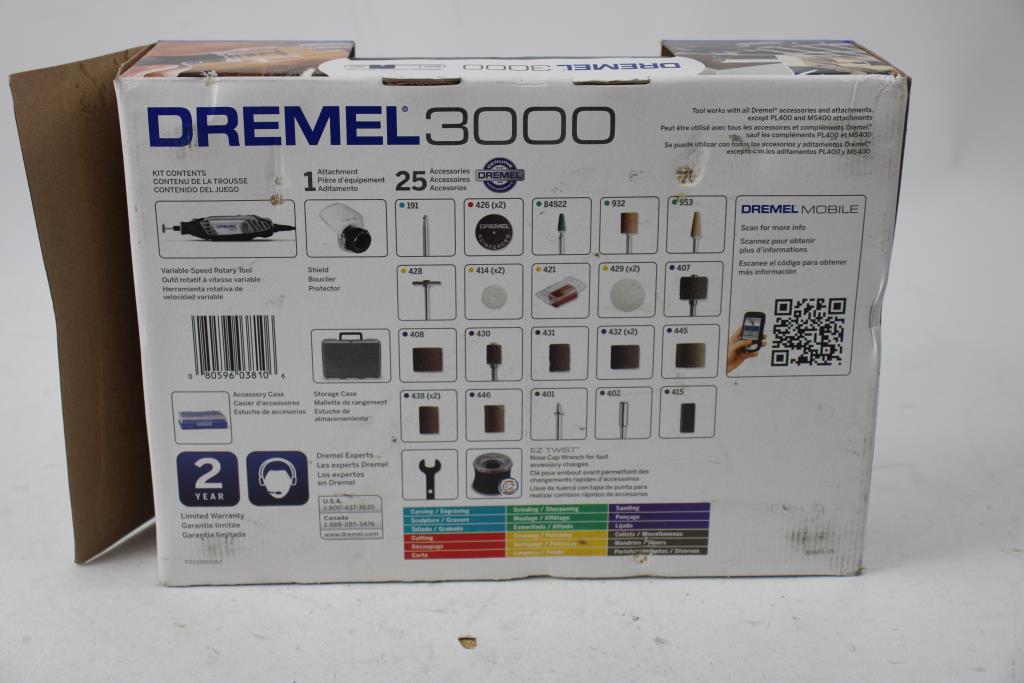 DREMEL 3000
DREMEL® 3000
Tool works with all Dremel® accessories and attachments,
except PL400 and MS400 attachments
Peut être utilisé avec tous les accessoires et compléments Dremel,®
sauf les compléments PL400 et MS400
Se puede utilizar con todos los accesorios y aditamentos Dremel,®
excepto con los aditamentos PL400 y MS400
KIT CONTENTS
CONTENU DE LA TROUSSE
CONTENIDO DEL JUEGO
1 Attachment
Pièce d'équipement
Aditamento
25 Accessories
Accessoires
Accesorios
GENUINE
DREMEL
191
426 (x2)
84922
932
953
DREMEL
REINFORCED
Variable-Speed Rotary Tool
Outil rotatif à vitesse variable
Herramienta rotativa de
velocidad variable
Shield
Bouclier
Protector
428
414 (x2)
421
429 (x2)
407
DREMEL MOBILE
Scan for more info
Scannez pour obtenir
plus d'informations
Escanee el código para obtener
más información
0 80596 03810 6
408
430
431
432 (x2)
445
Accessory Case
Casier d'accessoires
Estuche de accesorios
Storage Case
Mallette de rangement
Estuche de
almacenamiento
438 (x2)
446
401
402
415
2
YEAR
Limited Warranty
Garantie limitée
Garantía limitada
Dremel Experts
Les experts Dremel
Los expertos
en Dremel
U.S.A.
1-800-437-3635
Canada
1-888-285-3476
www.dremel.com
EZ TWIST™
Nose Cap Wrench for fast
accessory changes
Clé pour embout avant permettant des
changements rapides d'accessoires
Llave de tuerca con tapa de punta para
realizar cambios rápidos de accesorios
Carving / Engraving
Sculpture / Gravure
Tallado / Grabado
Cutting
Découpage
Corte
Grinding / Sharpening
Meulage / Affûtage
Esmerilado / Afilado
Cleaning / Polishing
Nettoyage / Polissage
Limpieza / Pulido
Sanding
Ponçage
Lijado
Collets / Miscellaneous
Mandrins / Divers
Portaherramientas / Diversos
F0133000AZ